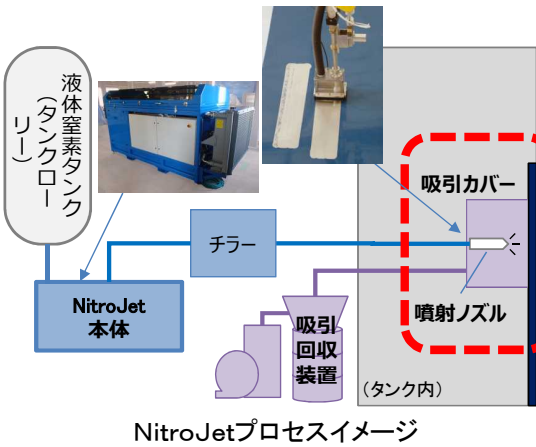 液体窒素タンク
（タンクロー
リー）
吸引カバー
チラー
NitroJet
本体
噴射ノズル
吸引
回収
装置
（タンク内）
NitroJetプロセスイメージ